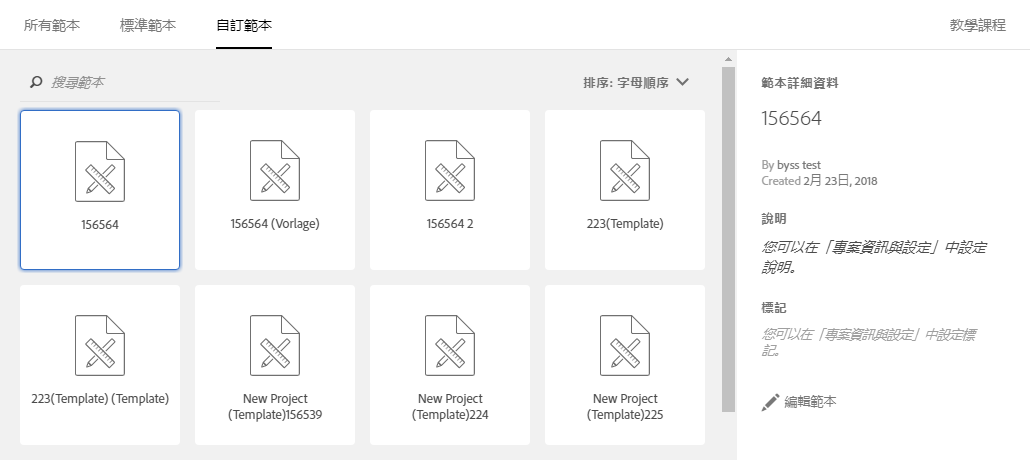 所有範本 標準範本 自訂範本 教學課程
搜尋範本 排序: 字母順序
156564
156564 (Vorlage)
156564 2
223(Template)
223(Template) (Template)
New Project
(Template)156539
New Project
(Template)224
New Project
(Template)225
範本詳細資料
156564
By byss test
Created 2月 23日, 2018
說明
您可以在「專案資訊與設定」中設定
說明。
標記
您可以在「專案資訊與設定」中設定標
記。
編輯範本